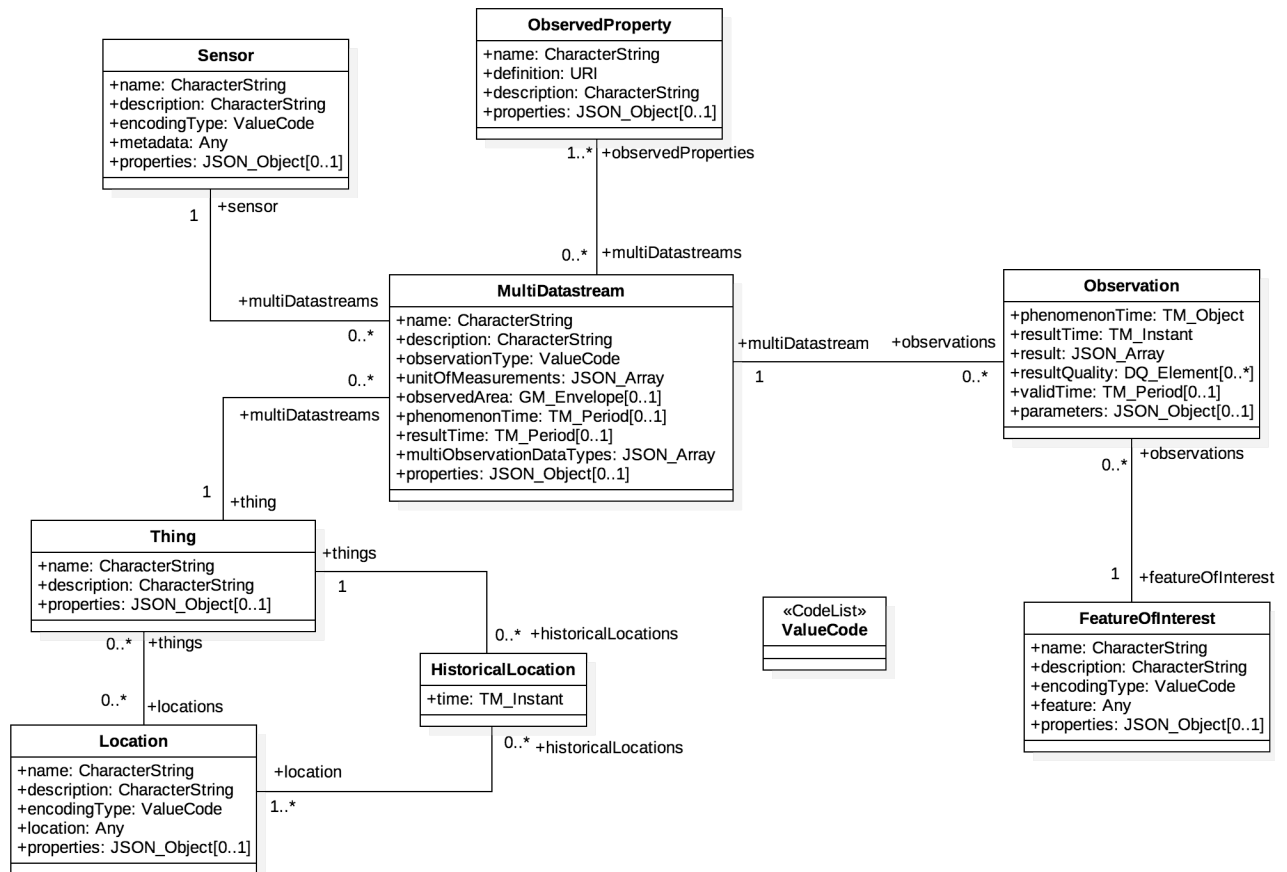 ObservedProperty
+name: CharacterString
+definition: URI
+description: CharacterString
+properties: JSON_Object[0..1]
Sensor
+name: CharacterString
+description: CharacterString
+encodingType: ValueCode
+metadata: Any
+properties: JSON_Object[0..1]
1..* +observedProperties
1 +sensor
0..* +multiDatastreams
+multiDatastreams
0..*
MultiDatastream
+name: CharacterString
+description: CharacterString
+observationType: ValueCode
+unitOfMeasurements: JSON_Array
+observedArea: GM_Envelope[0..1]
+phenomenonTime: TM_Period[0..1]
+resultTime: TM_Period[0..1]
+multiObservationDataTypes: JSON_Array
+properties: JSON_Object[0..1]
+multiDatastream
1
+observations
0..*
Observation
+phenomenonTime: TM_Object
+resultTime: TM_Instant
+result: JSON_Array
+resultQuality: DQ_Element[0..*]
+validTime: TM_Period[0..1]
+parameters: JSON_Object[0..1]
0..*
+multiDatastreams
+observations
0..*
1 +thing
Thing
+name: CharacterString
+description: CharacterString
+properties: JSON_Object[0..1]
+things
1
1 +featureOfInterest
FeatureOfInterest
+name: CharacterString
+description: CharacterString
+encodingType: ValueCode
+feature: Any
+properties: JSON_Object[0..1]
«CodeList»
ValueCode
0..* +historicalLocations
HistoricalLocation
+time: TM_Instant
0..* +historicalLocations
0..* +things
0..* +locations
+location
1..*
Location
+name: CharacterString
+description: CharacterString
+encodingType: ValueCode
+location: Any
+properties: JSON_Object[0..1]